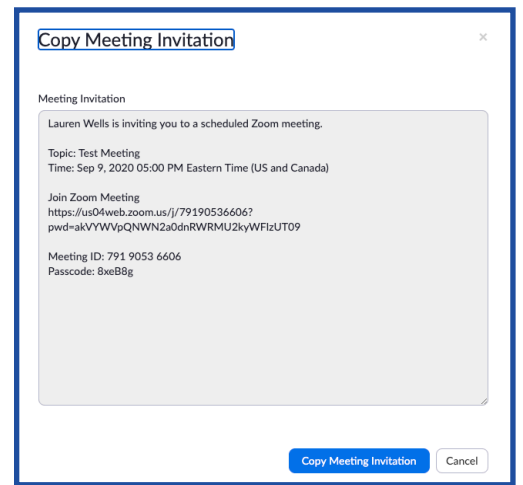 Copy Meeting Invitation
×
Meeting Invitation
Lauren Wells is inviting you to a scheduled Zoom meeting.
Topic: Test Meeting
Time: Sep 9, 2020 05:00 PM Eastern Time (US and Canada)
Join Zoom Meeting
https://us04web.zoom.us/j/79190536606?
pwd=akVYWVpQNWN2a0dnRWRMU2kyWFIzUT09
Meeting ID: 791 9053 6606
Passcode: 8xeB8g
Copy Meeting Invitation
Cancel